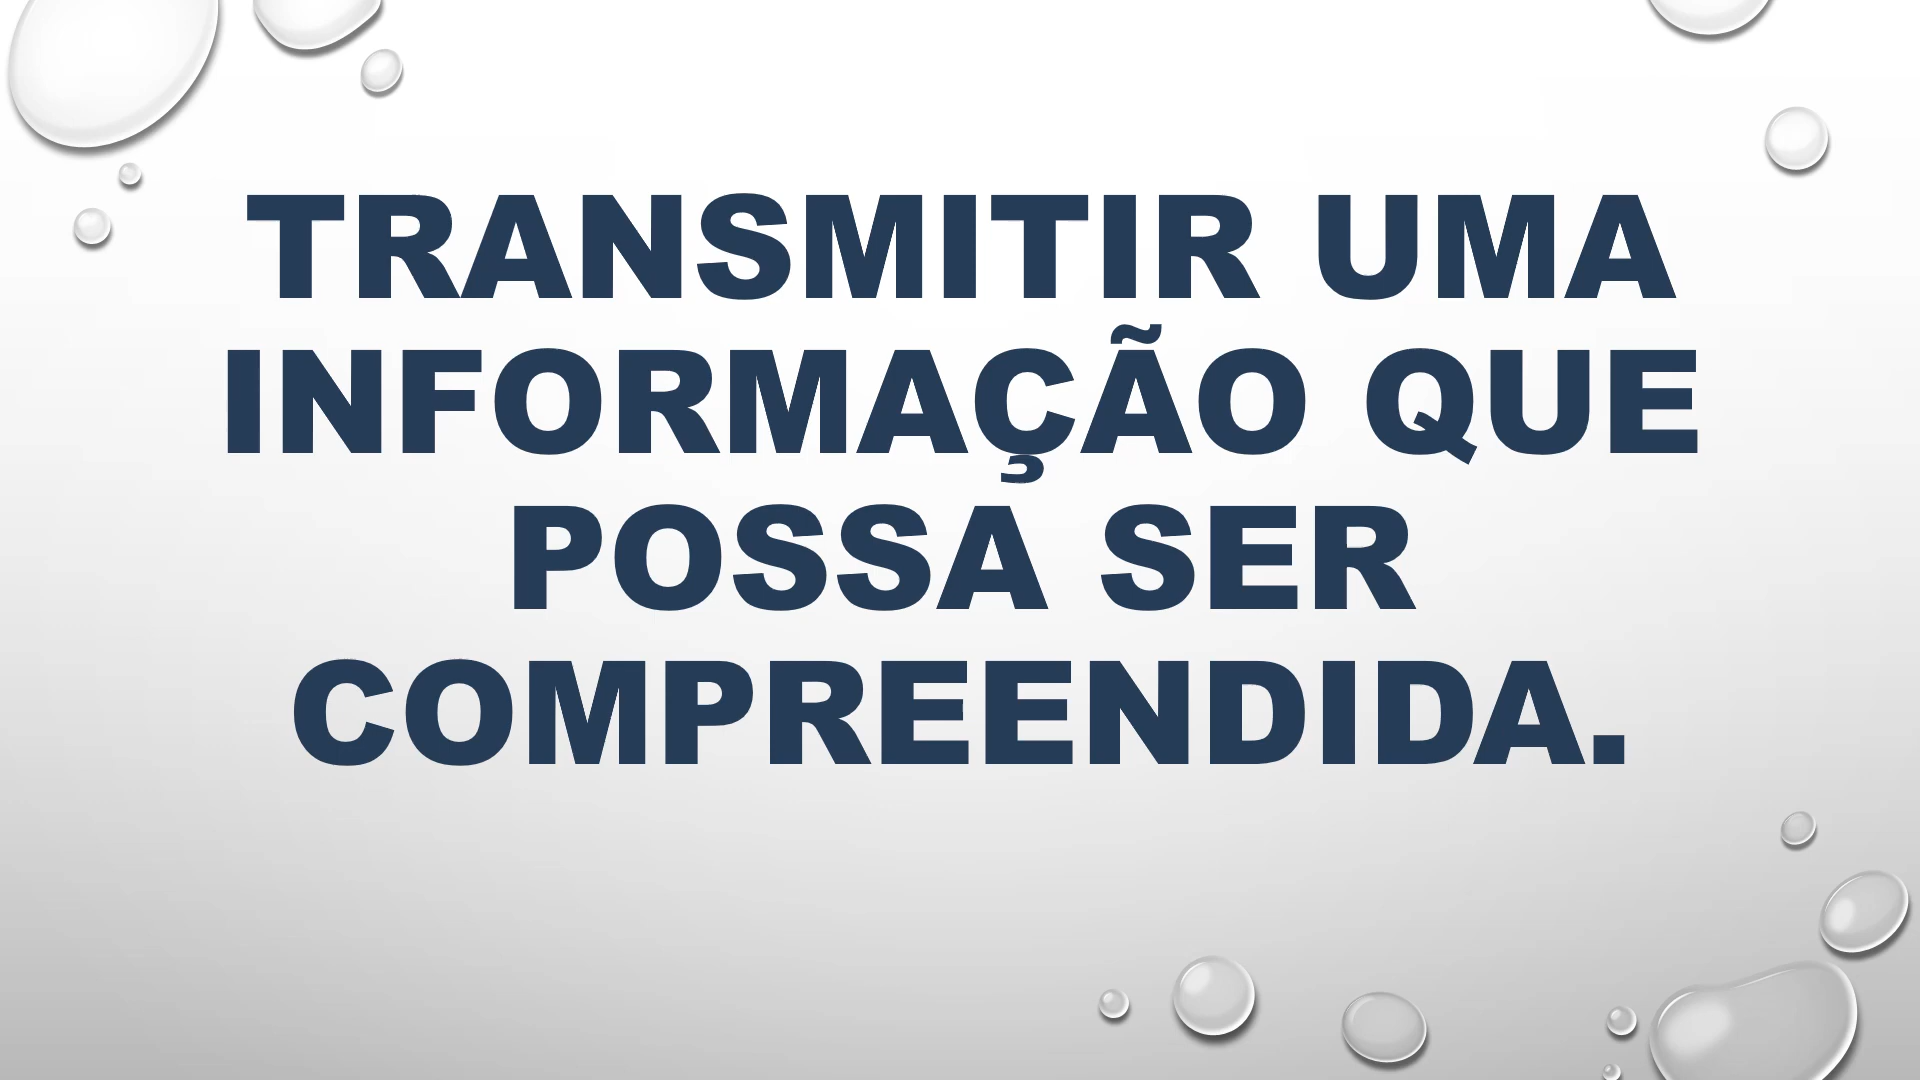 TRANSMITIR UMA
INFORMAÇÃO QUE
POSSA SER
COMPREENDIDA.